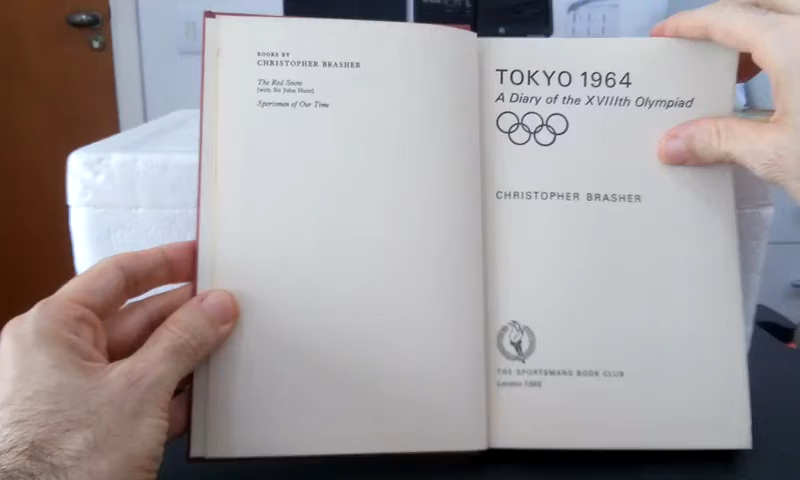 BOOKS BY
CHRISTOPHER BRASHER
The Red Snow
[with Sir John Hunt]
Sportsmen of Our Time
TOKYO 1964
A Diary of the XVIIIth Olympiad
CHRISTOPHER BRASHER
THE SPORTSMANS BOOK CLUB
London